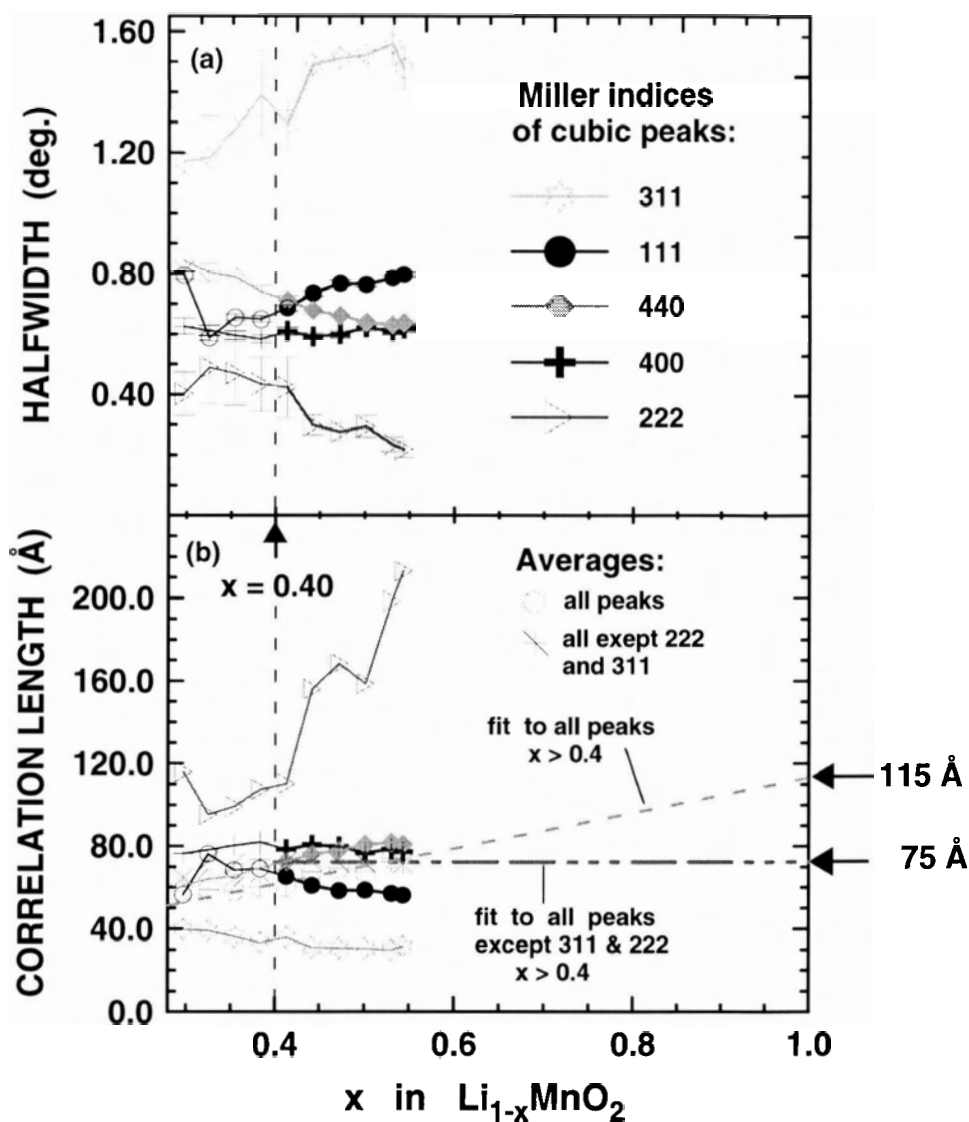 1.60
(a)
1.20
0.80
0.40
HALFWIDTH (deg.)
Miller indices
of cubic peaks:
311
111
440
400
222
(b)
x = 0.40
Averages:
all peaks
all exept 222
and 311
fit to all peaks
x > 0.4
115 Å
75 Å
fit to all peaks
except 311 & 222
x > 0.4
200.0
160.0
120.0
80.0
40.0
0.0
CORRELATION LENGTH (Å)
0.4 0.6 0.8 1.0
x in Li1-xMnO2